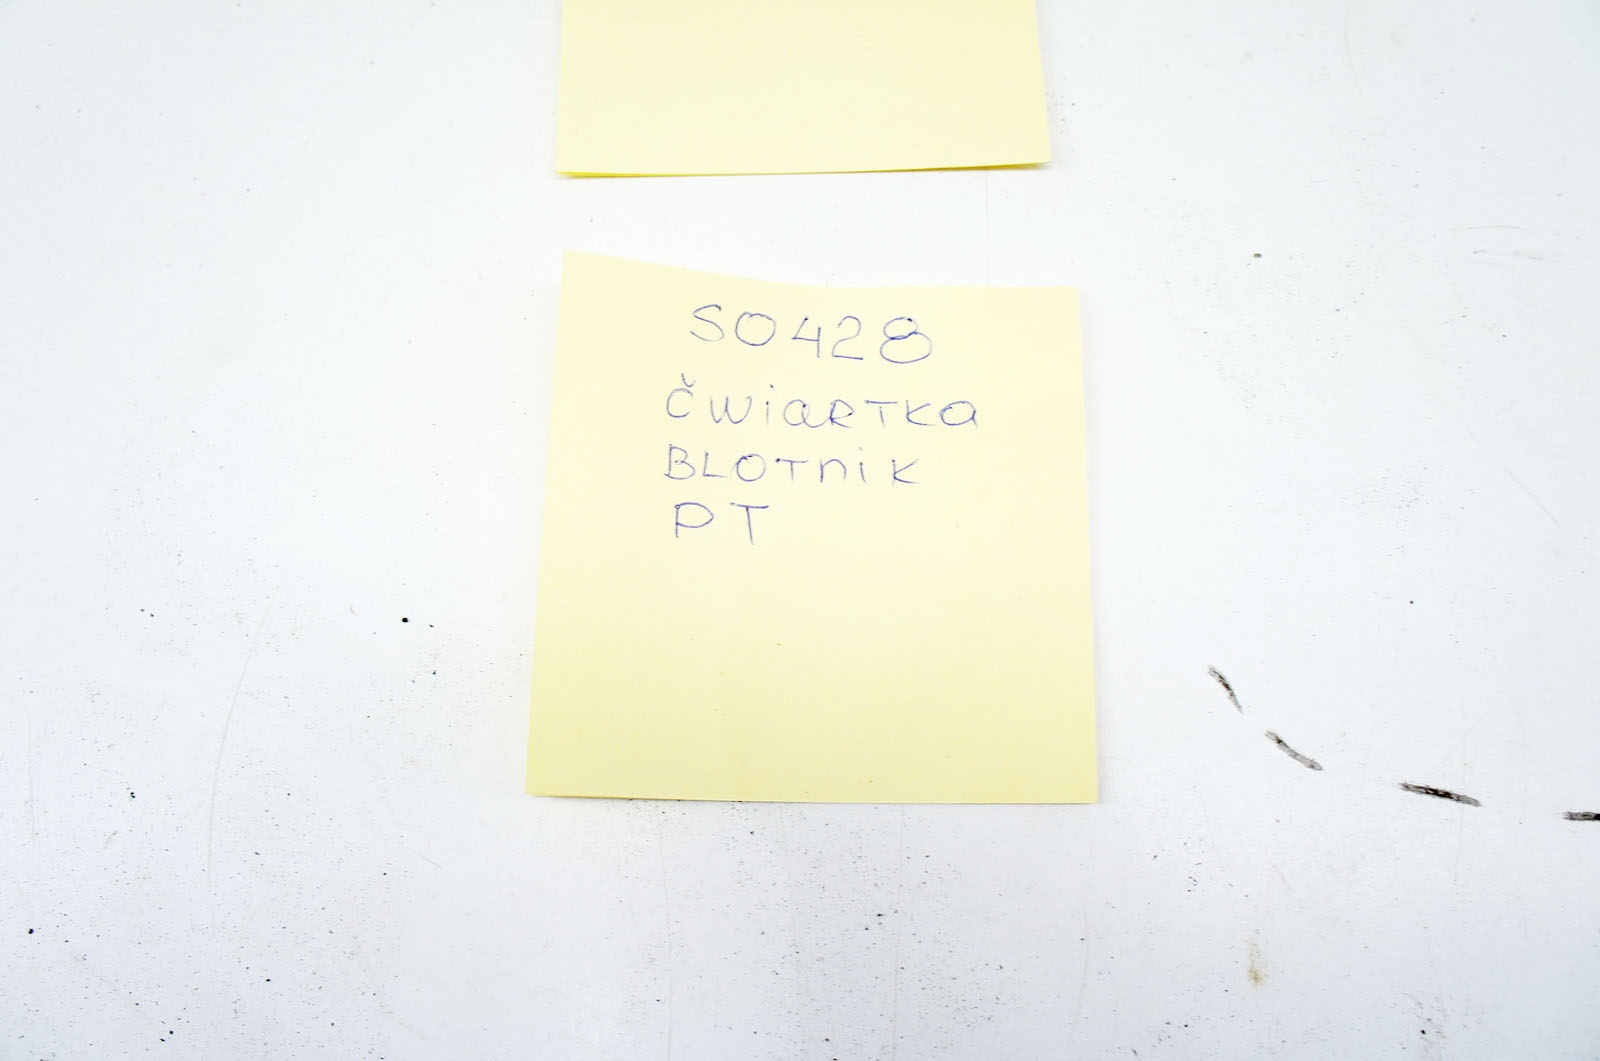 SO428
ČWiaRTKa
BLOTniK
PT